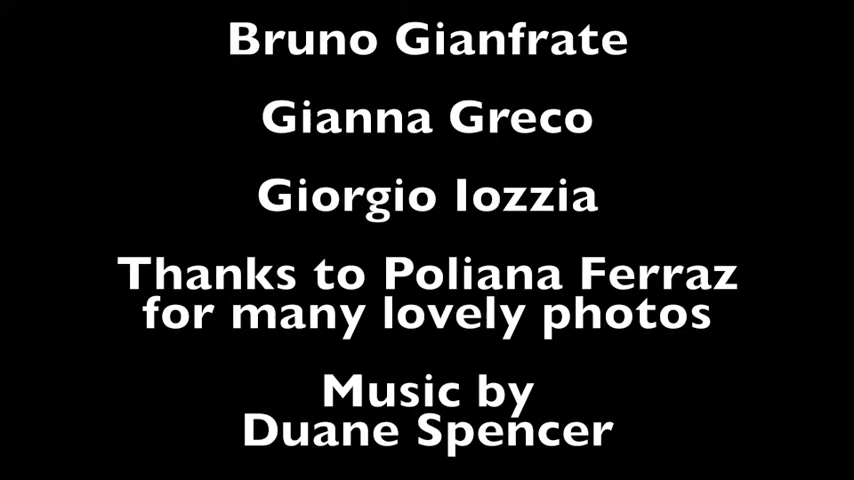 Bruno Gianfrate
Gianna Greco
Giorgio Iozzia
Thanks to Poliana Ferraz
for many lovely photos
Music by
Duane Spencer